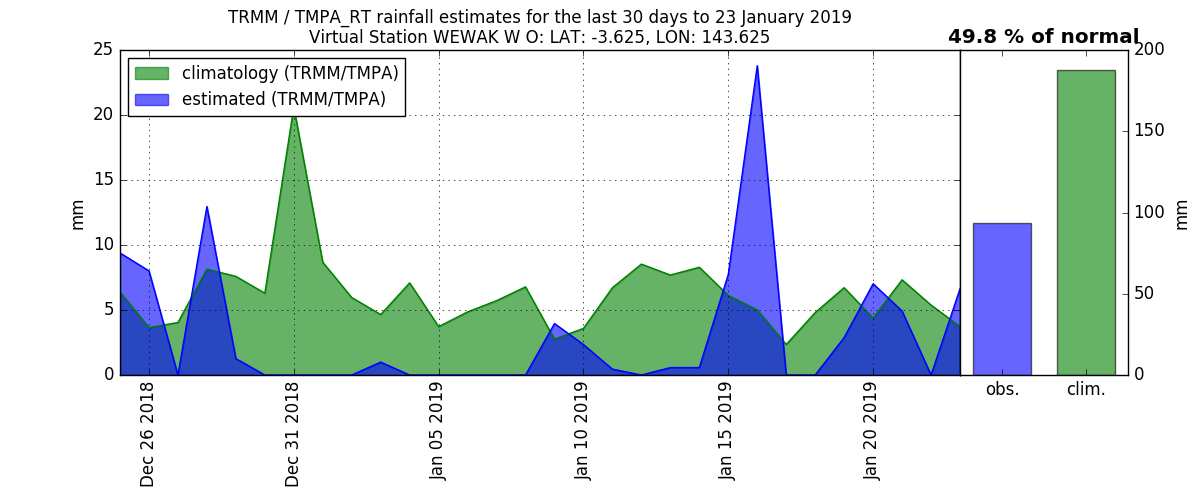 TRMM / TMPA_RT rainfall estimates for the last 30 days to 23 January 2019
Virtual Station WEWAK W O: LAT: -3.625, LON: 143.625
49.8 % of normal
climatology (TRMM/TMPA)
estimated (TRMM/TMPA)
25
20
15
10
5
0
mm
Dec 26 2018
Dec 31 2018
Jan 05 2019
Jan 10 2019
Jan 15 2019
Jan 20 2019
obs.
clim.
200
150
100
50
0
mm